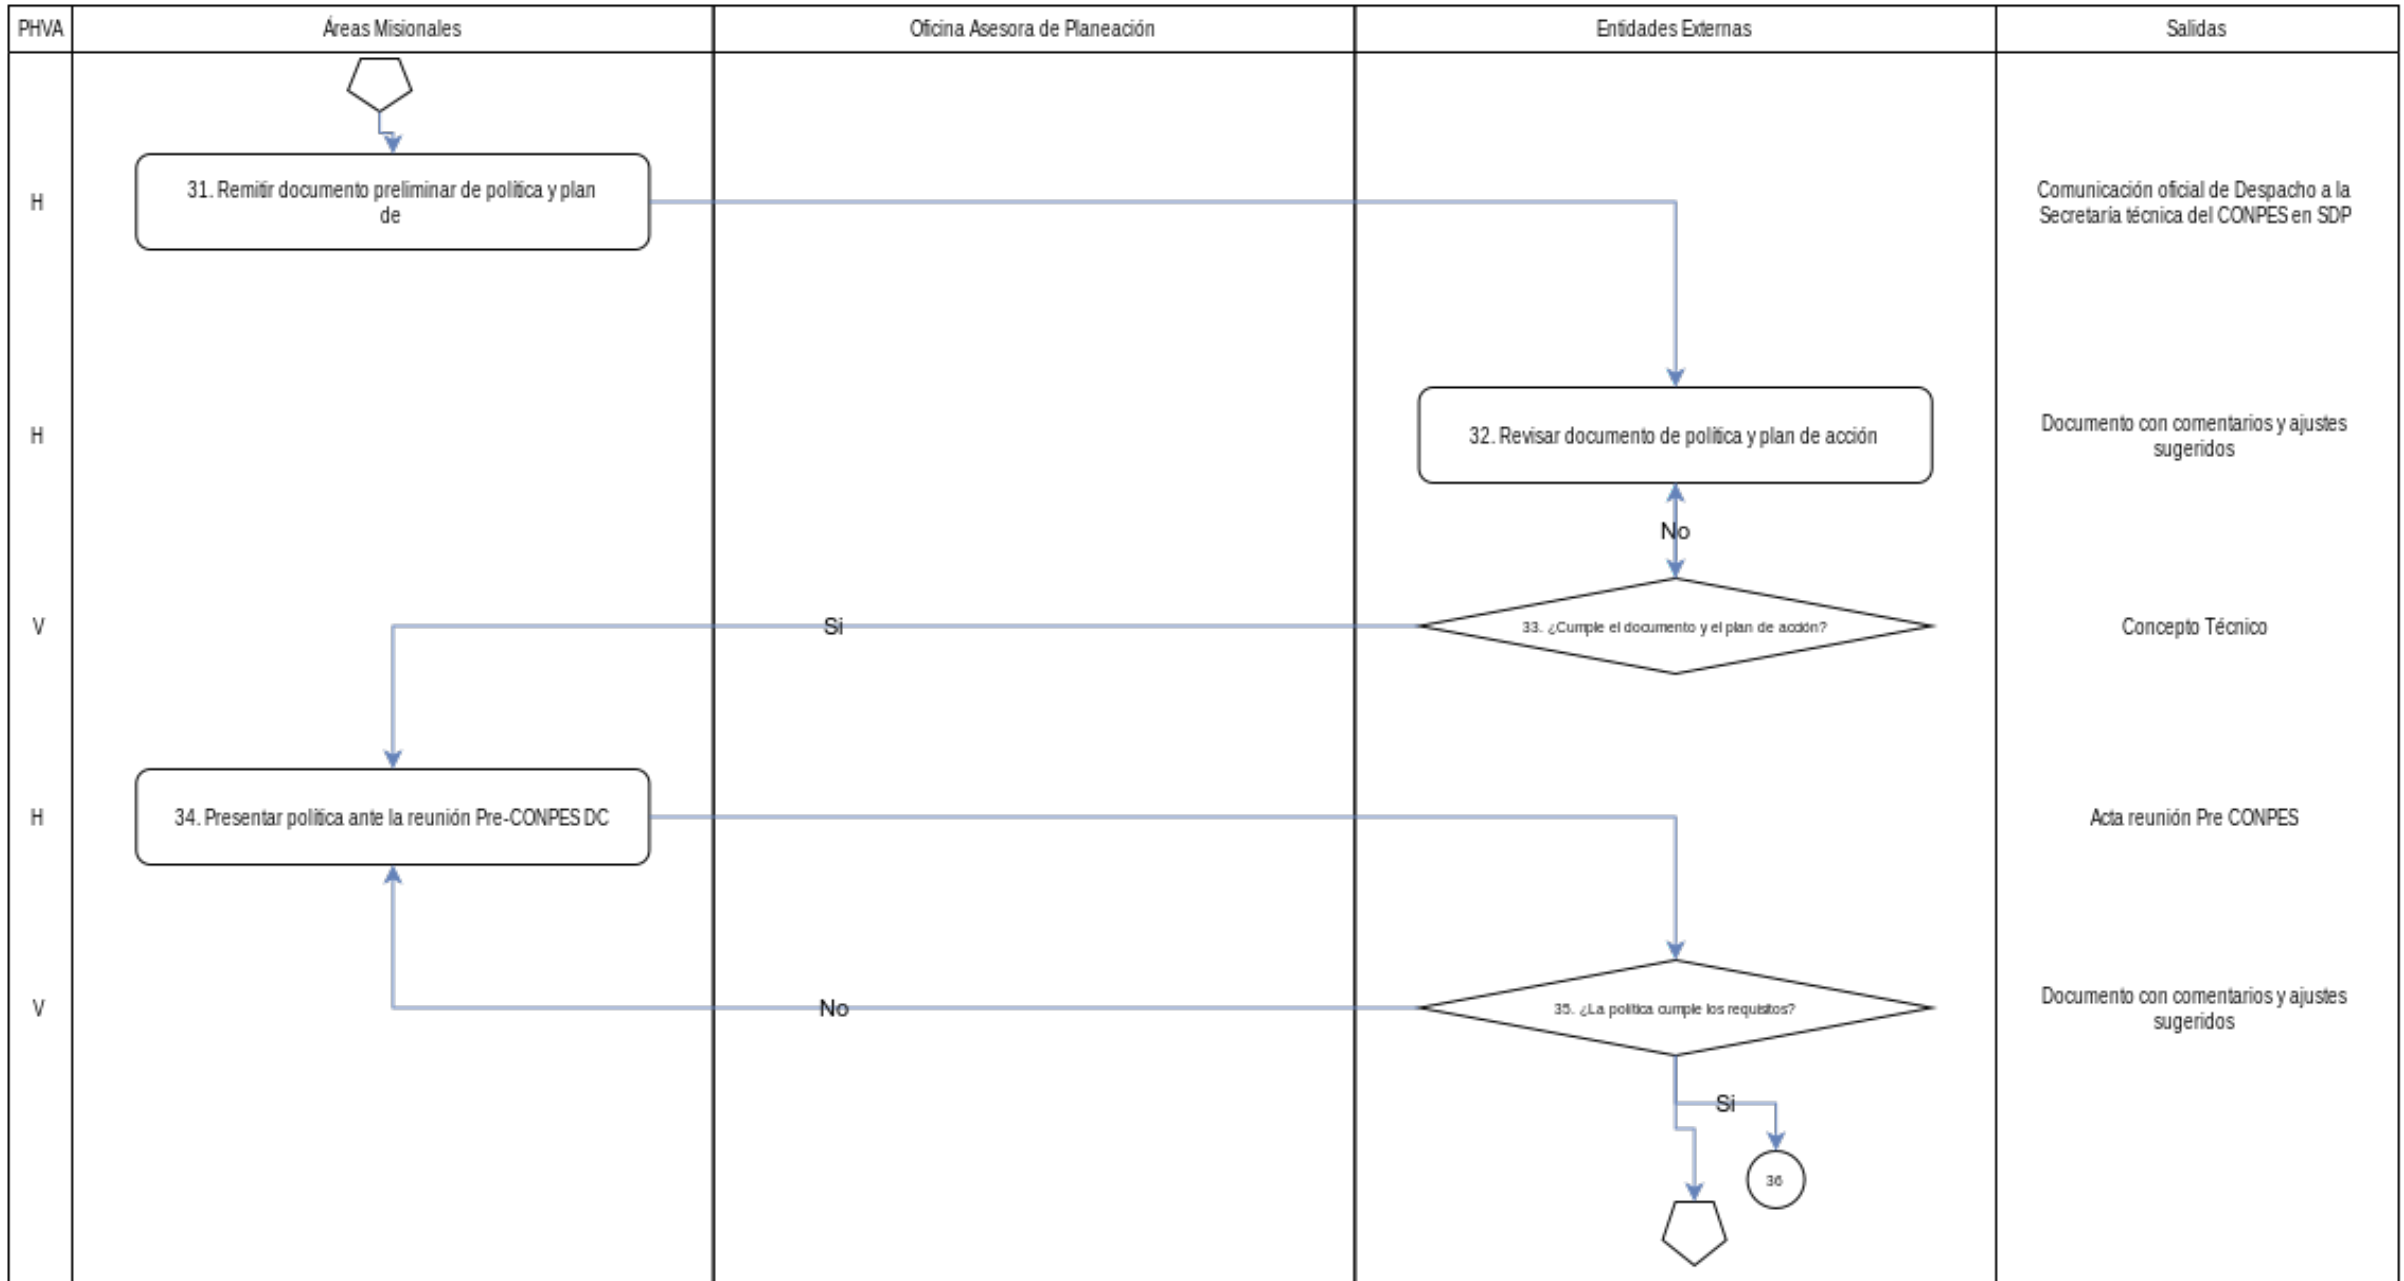 PHVA
Áreas Misionales
Oficina Asesora de Planeación
Entidades Externas
Salidas
H
31. Remitir documento preliminar de política y plan
de
Comunicación oficial de Despacho a la
Secretaría técnica del CONPES en SDP
H
32. Revisar documento de política y plan de acción
Documento con comentarios y ajustes
sugeridos
No
V
Si
33. ¿Cumple el documento y el plan de acción?
Concepto Técnico
H
34. Presentar política ante la reunión Pre-CONPES DC
Acta reunión Pre CONPES
V
No
35. ¿La política cumple los requisitos?
Documento con comentarios y ajustes
sugeridos
Si
36